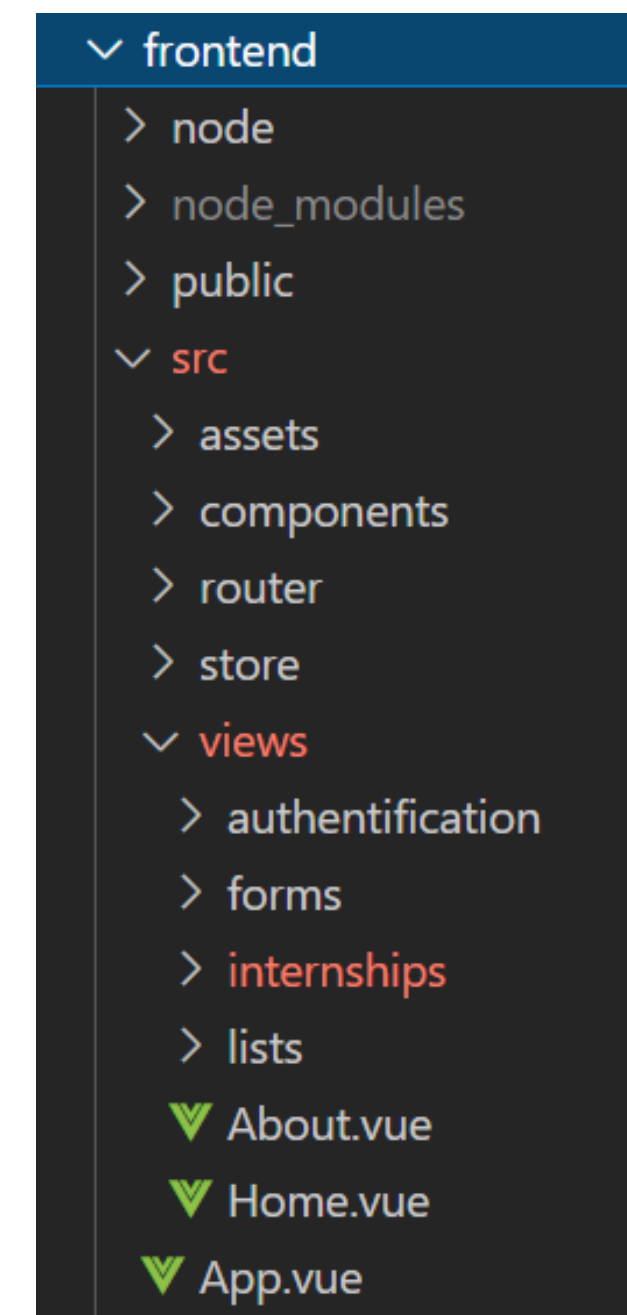 frontend
node
node_modules
public
src
assets
components
router
store
views
authentification
forms
internships
lists
About.vue
Home.vue
App.vue